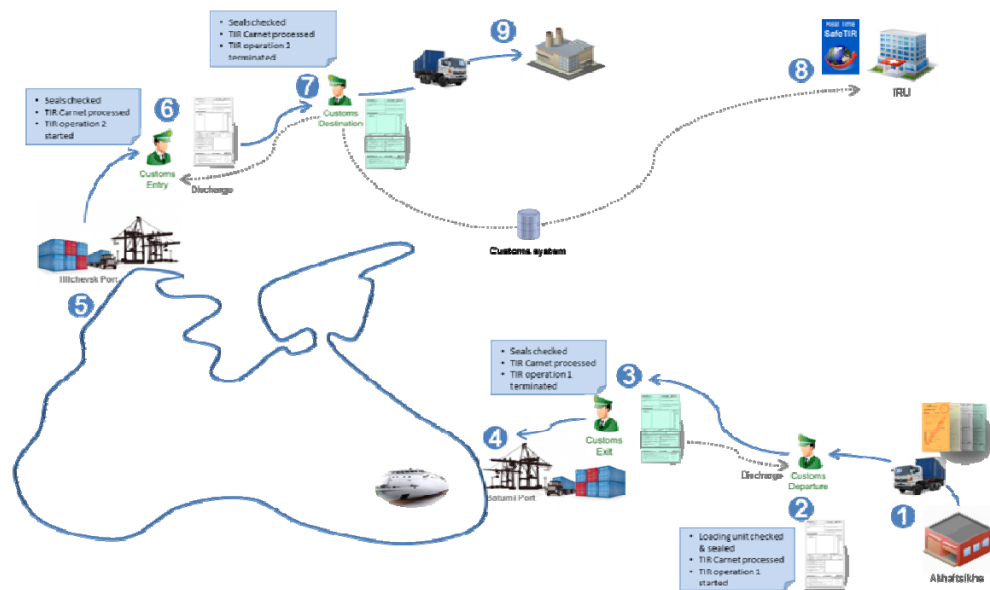 • Seals checked
• TIR Carnet processed
• TIR operation 2
terminated
9
Real Time
SafeTIR
8
IRU
7
Customs
Destination
• Seals checked
• TIR Carnet processed
• TIR operation 2
started
6
Customs
Entry
Discharge
Customs system
Illichevsk Port
5
• Seals checked
• TIR Carnet processed
• TIR operation 1
terminated
3
4
Customs
Exit
Batumi Port
Discharge
Customs
Departure
2
1
• Loading unit checked
& sealed
• TIR Carnet processed
• TIR operation 1
started
Akhaltsikhe